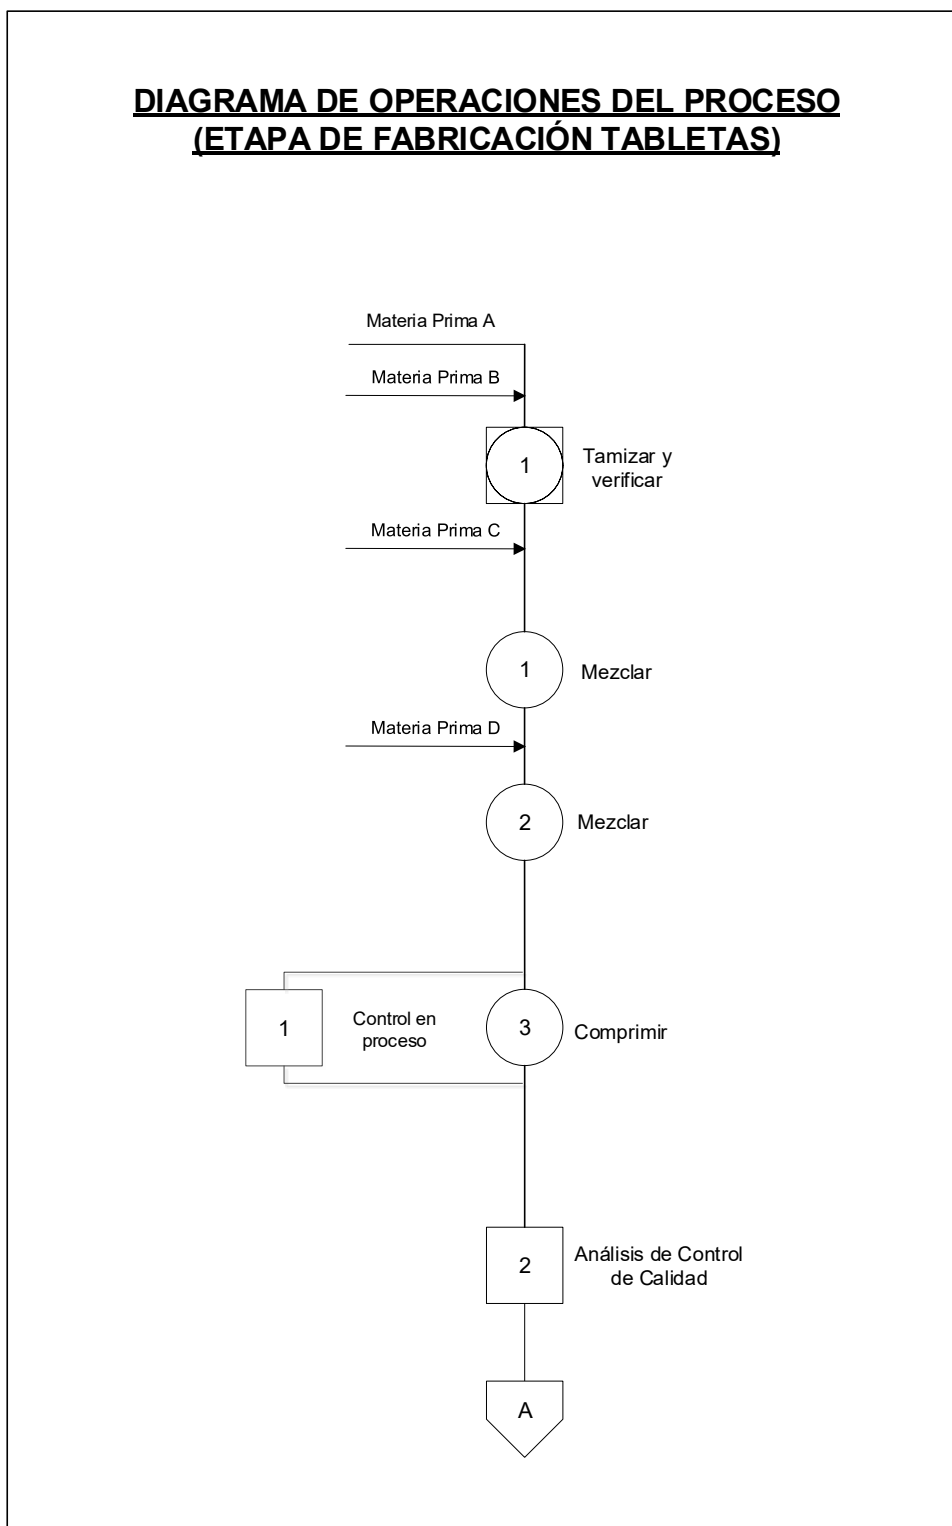 DIAGRAMA DE OPERACIONES DEL PROCESO
(ETAPA DE FABRICACIÓN TABLETAS)
Materia Prima A
Materia Prima B
1
Tamizar y
verificar
Materia Prima C
1
Mezclar
Materia Prima D
2
Mezclar
1
Control en
proceso
3
Comprimir
2
Análisis de Control
de Calidad
A